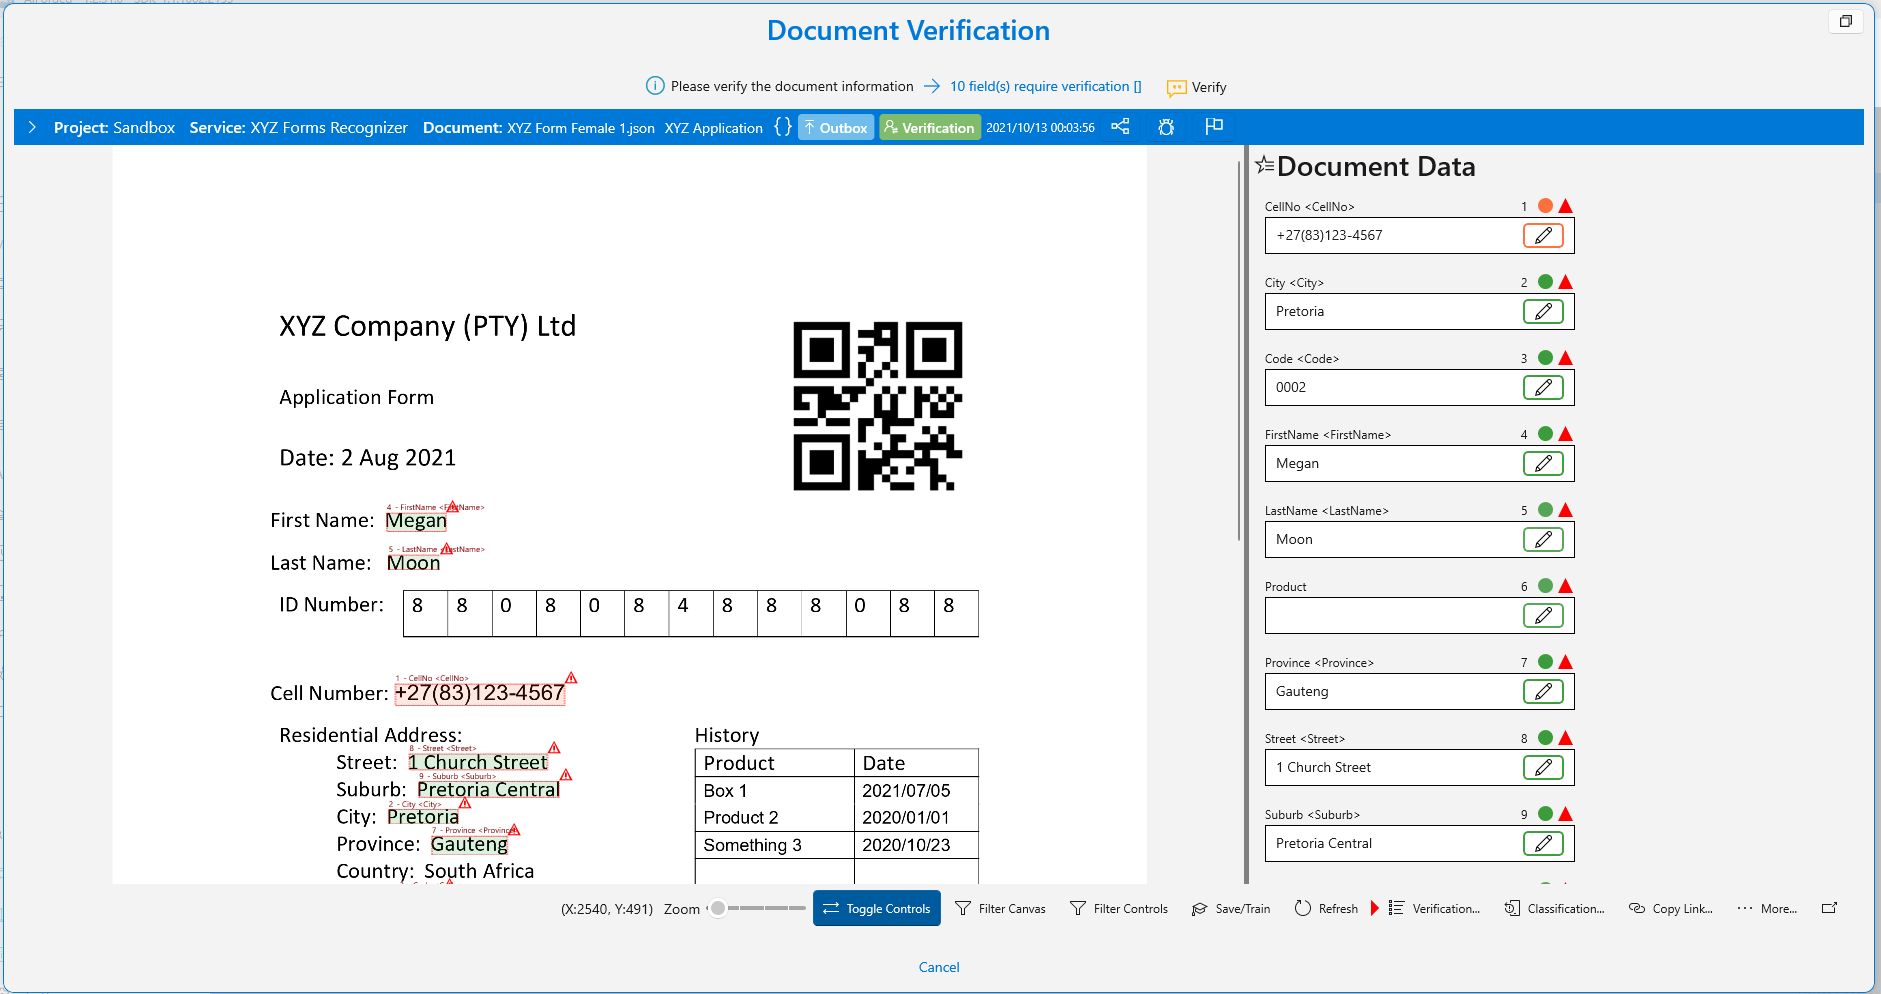 Document Verification
Please verify the document information → 10 field(s) require verification []
Verify
Project: Sandbox Service: XYZ Forms Recognizer Document: XYZ Form Female 1.json XYZ Application {} Outbox Verification 2021/10/13 00:03:56
XYZ Company (PTY) Ltd
Application Form
Date: 2 Aug 2021
4 - FirstName <FirstName>
First Name: Megan
5 - LastName <LastName>
Last Name: Moon
ID Number: 8 8 0 8 0 8 4 8 8 8 0 8 8
1 - CellNo <CellNo>
Cell Number: +27(83)123-4567
Residential Address:
8 - Street <Street>
Street: 1 Church Street
9 - Suburb <Suburb>
Suburb: Pretoria Central
2 - City <City>
City: Pretoria
7 - Province <Province>
Province: Gauteng
Country: South Africa
History
Product Date
Box 1 2021/07/05
Product 2 2020/01/01
Something 3 2020/10/23
Document Data
CellNo <CellNo> 1
+27(83)123-4567
City <City> 2
Pretoria
Code <Code> 3
0002
FirstName <FirstName> 4
Megan
LastName <LastName> 5
Moon
Product 6
Province <Province> 7
Gauteng
Street <Street> 8
1 Church Street
Suburb <Suburb> 9
Pretoria Central
(X:2540, Y:491) Zoom Toggle Controls Filter Canvas Filter Controls Save/Train Refresh Verification... Classification... Copy Link... More...
Cancel